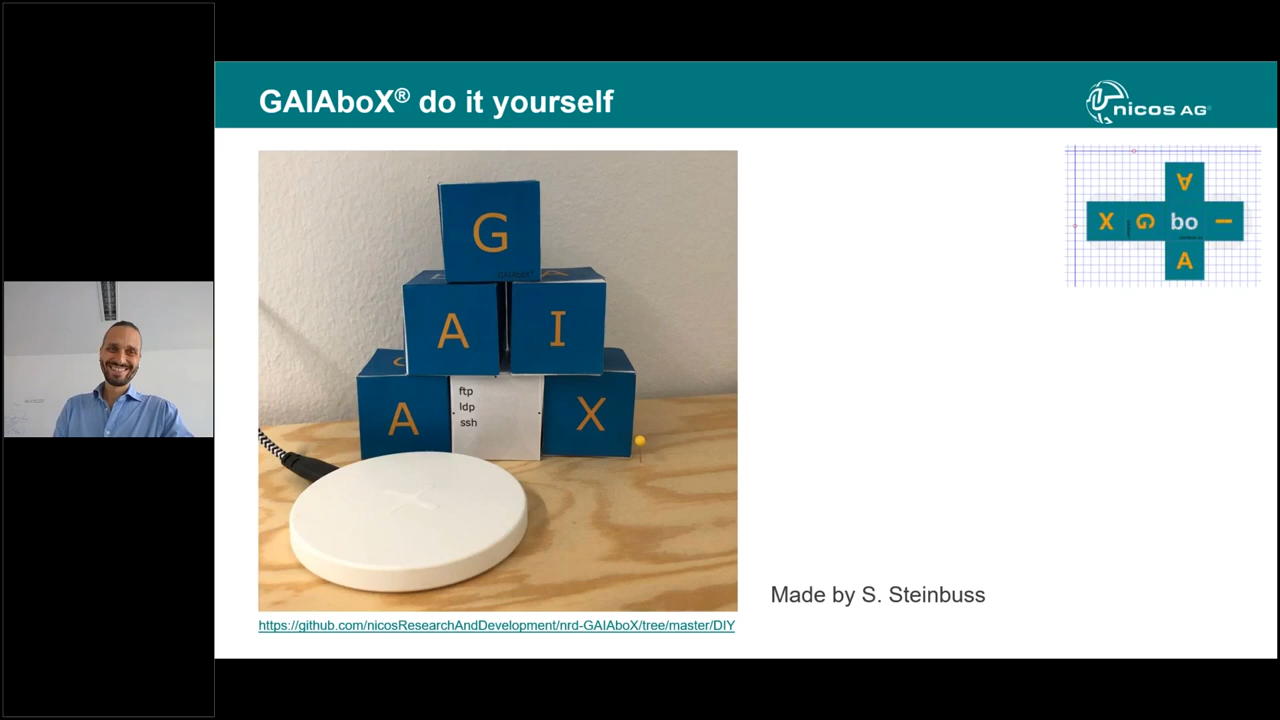 GAIAboX® do it yourself
nicos AG
G
GAIAboX®
A I
ftp
ldp
ssh
A X
https://github.com/nicosResearchAndDevelopment/nrd-GAIAboX/tree/master/DIY
A
X G bo I
A
Made by S. Steinbuss